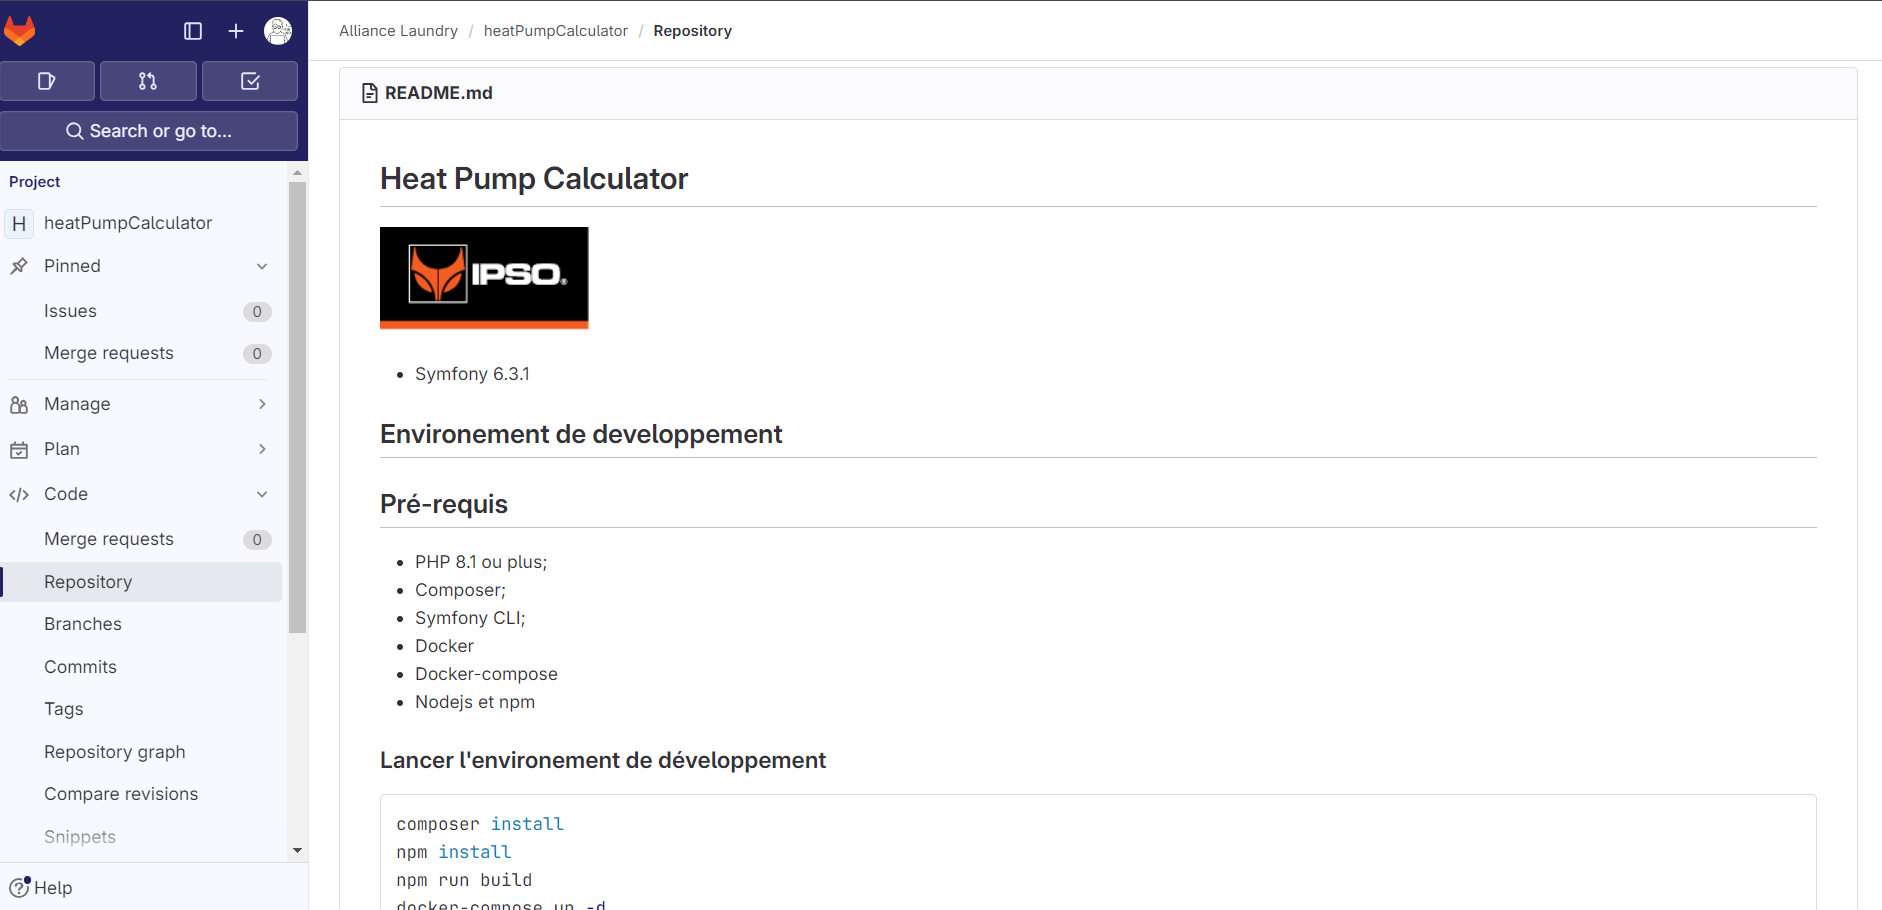 Alliance Laundry / heatPumpCalculator / Repository
Search or go to...
Project
H heatPumpCalculator
Pinned
Issues 0
Merge requests 0
Manage
Plan
Code
Merge requests 0
Repository
Branches
Commits
Tags
Repository graph
Compare revisions
Snippets
Help
README.md
Heat Pump Calculator
IPSO®
Symfony 6.3.1
Environement de developpement
Pré-requis
PHP 8.1 ou plus;
Composer;
Symfony CLI;
Docker
Docker-compose
Nodejs et npm
Lancer l'environement de développement
composer install
npm install
npm run build
docker-compose up -d